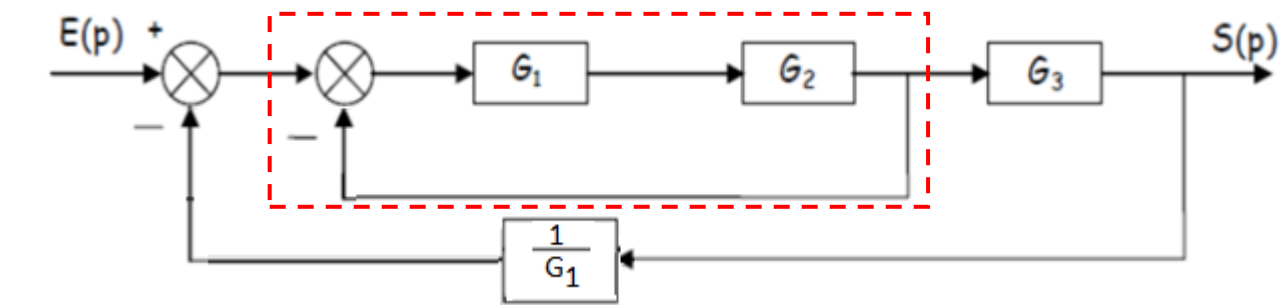 E(p) +
G₁
G₂
G₃
S(p)
—
—
1
G₁